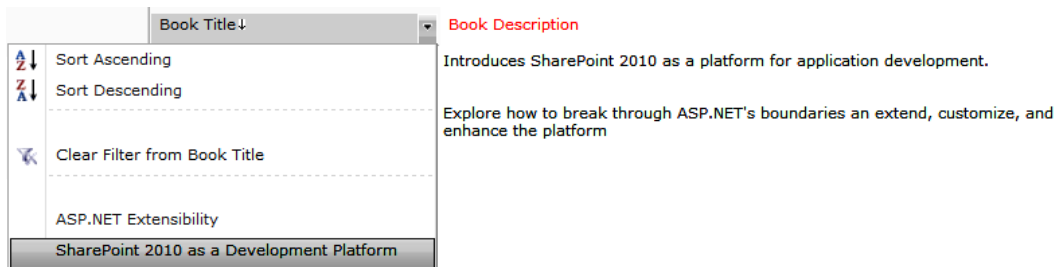 Book Title↓ Book Description
Sort Ascending
Introduces SharePoint 2010 as a platform for application development.
Sort Descending
Explore how to break through ASP.NET's boundaries an extend, customize, and
enhance the platform
Clear Filter from Book Title
ASP.NET Extensibility
SharePoint 2010 as a Development Platform